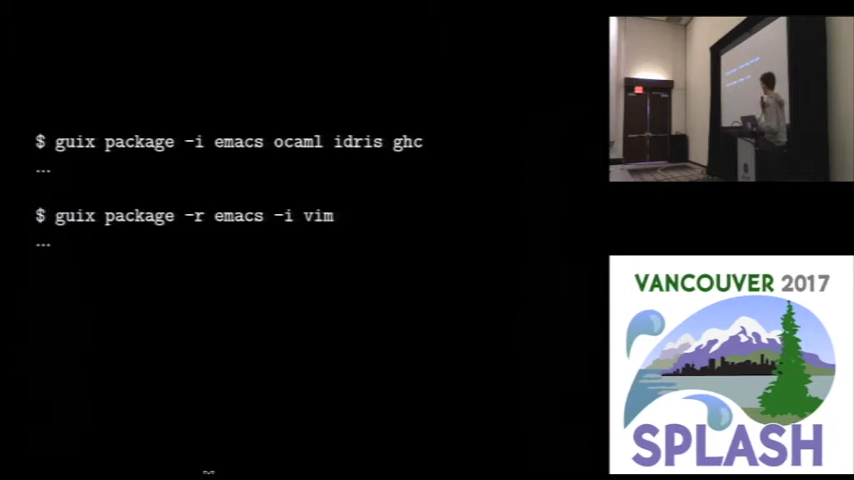 $ guix package -i emacs ocaml idris ghc
...
$ guix package -r emacs -i vim
...
VANCOUVER 2017
SPLASH